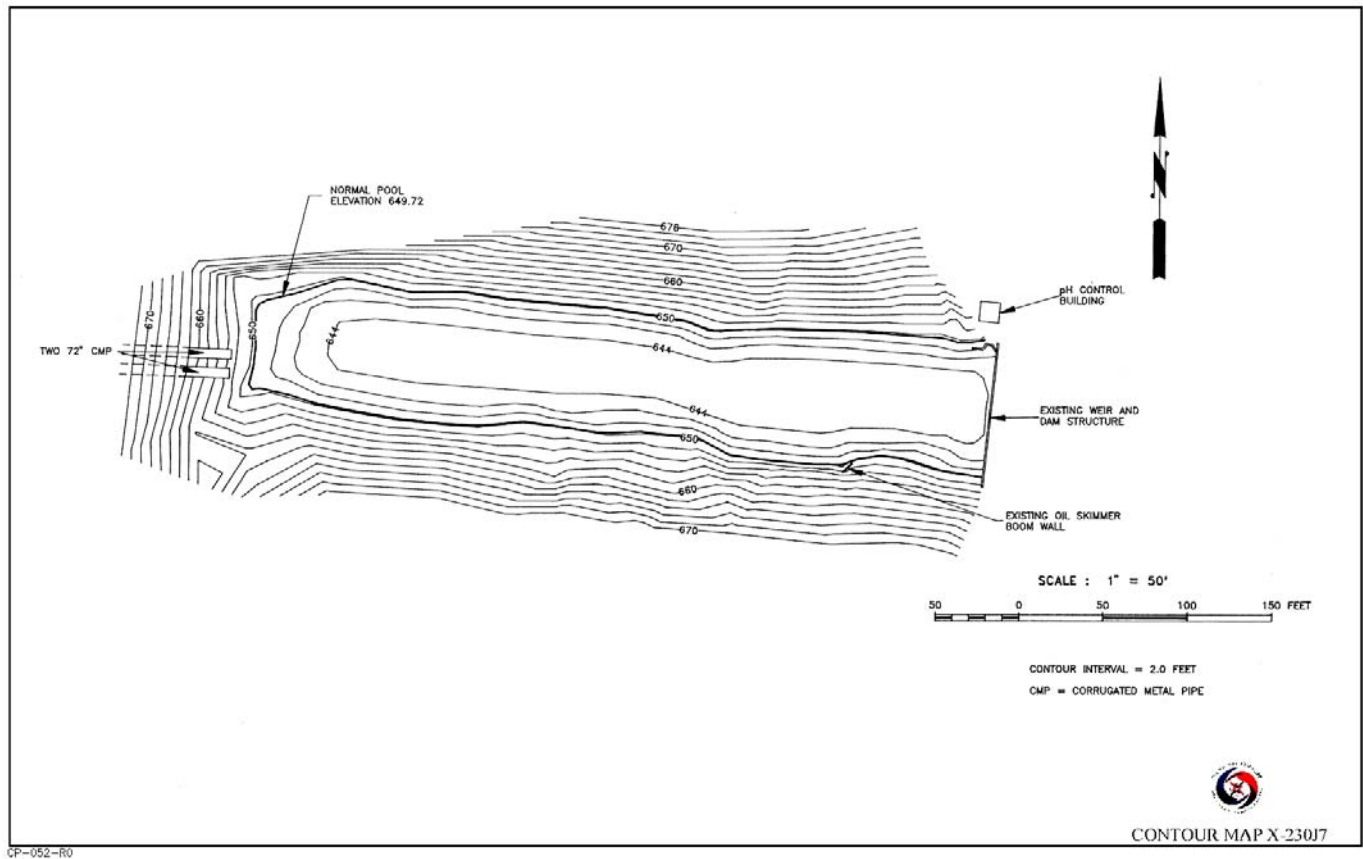 NORMAL POOL
ELEVATION 649.72
676
670
660
670
660
650
650
644
644
TWO 72" CMP
644
650
660
670
N
pH CONTROL
BUILDING
EXISTING WEIR AND
DAM STRUCTURE
EXISTING OIL SKIMMER
BOOM WALL
SCALE : 1" = 50'
50 0 50 100 150 FEET
CONTOUR INTERVAL = 2.0 FEET
CMP = CORRUGATED METAL PIPE
CONTOUR MAP X-230J7
CP-052-R0